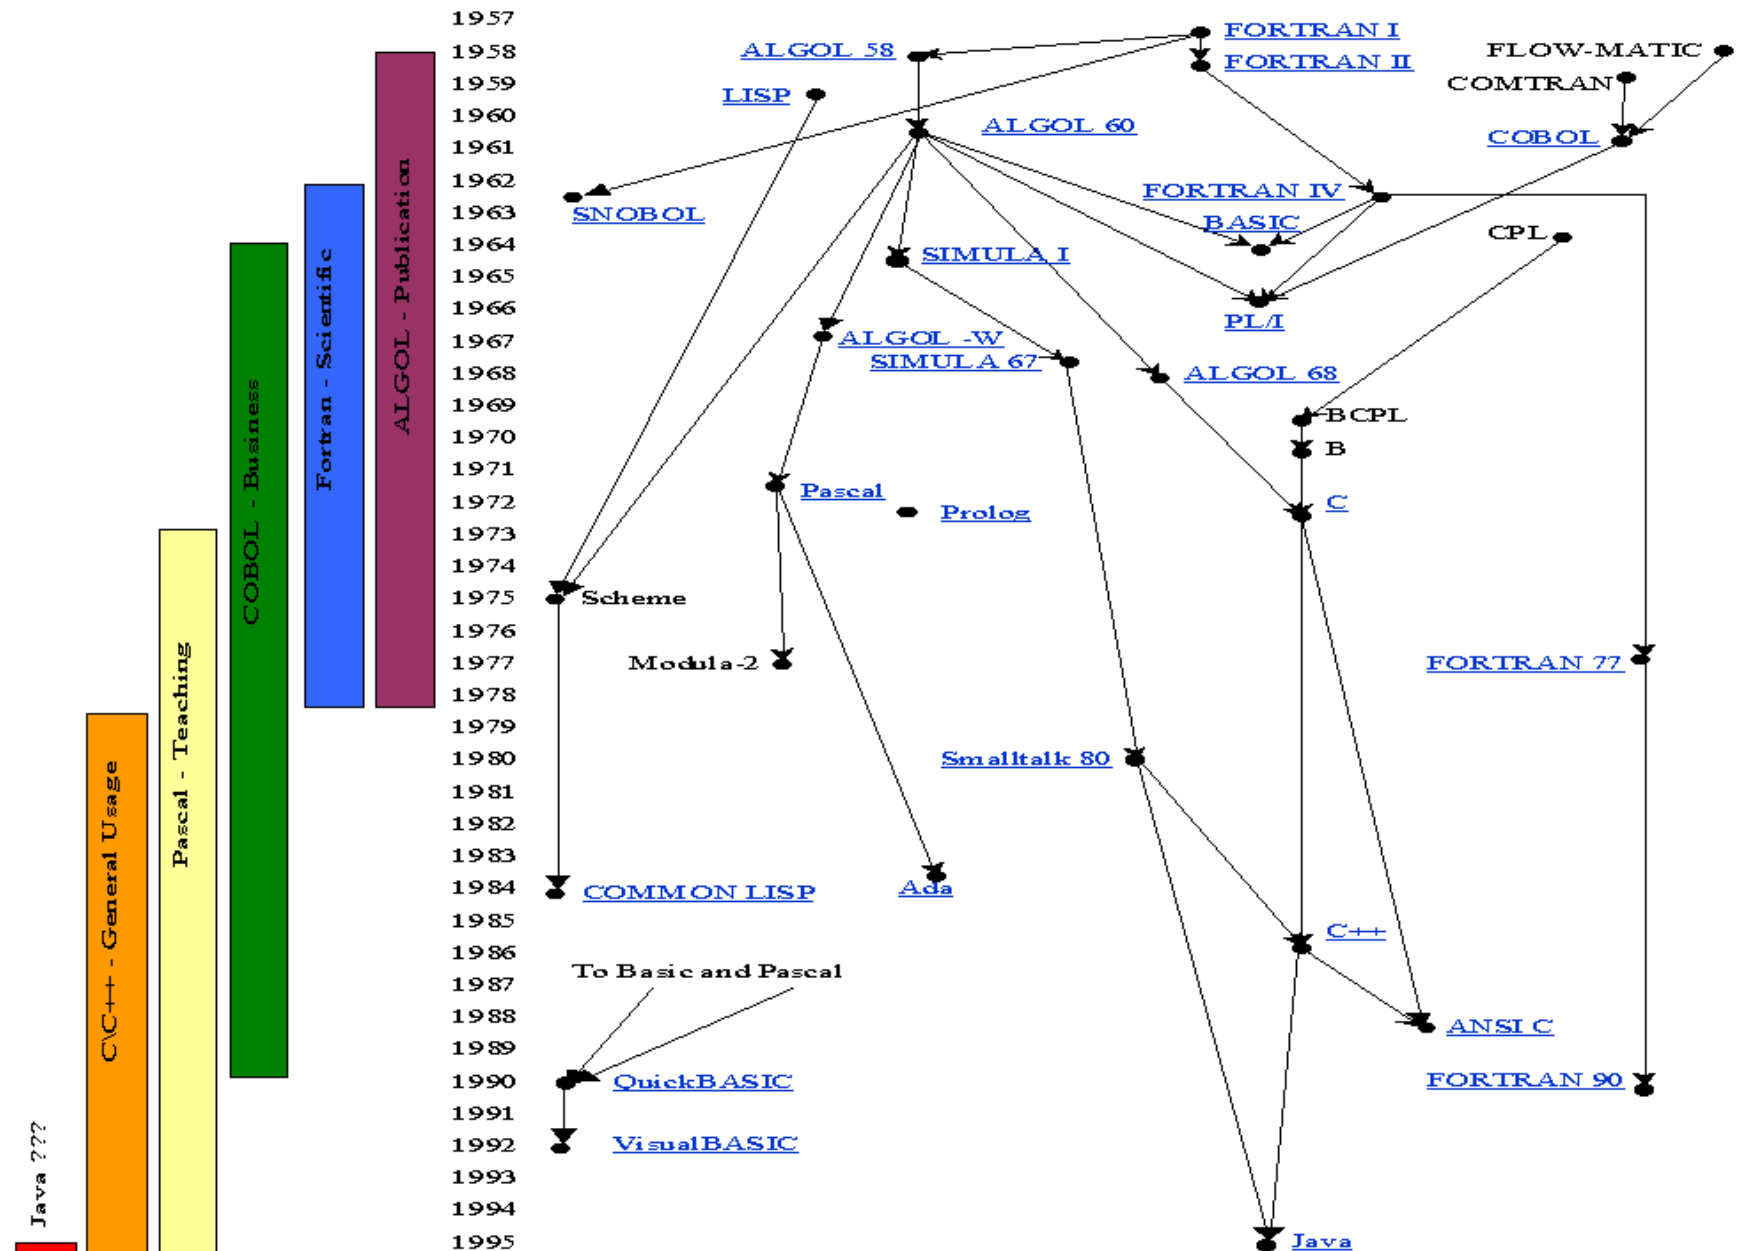 1957
1958
1959
1960
1961
1962
1963
1964
1965
1966
1967
1968
1969
1970
1971
1972
1973
1974
1975
1976
1977
1978
1979
1980
1981
1982
1983
1984
1985
1986
1987
1988
1989
1990
1991
1992
1993
1994
1995
Java ???
C\C++ - General Usage
Pascal - Teaching
COBOL - Business
Fortran - Scientific
ALGOL - Publication
FORTRAN I
ALGOL 58
FLOW-MATIC
FORTRAN II
COMTRAN
LISP
ALGOL 60
COBOL
FORTRAN IV
SNOBOL
BASIC
CPL
SIMULA I
PL/I
ALGOL -W
SIMULA 67
ALGOL 68
BCPL
B
Pascal
C
Prolog
Scheme
Modula-2
FORTRAN 77
Smalltalk 80
Ada
COMMON LISP
C++
To Basic and Pascal
ANSI C
QuickBASIC
FORTRAN 90
VisualBASIC
Java